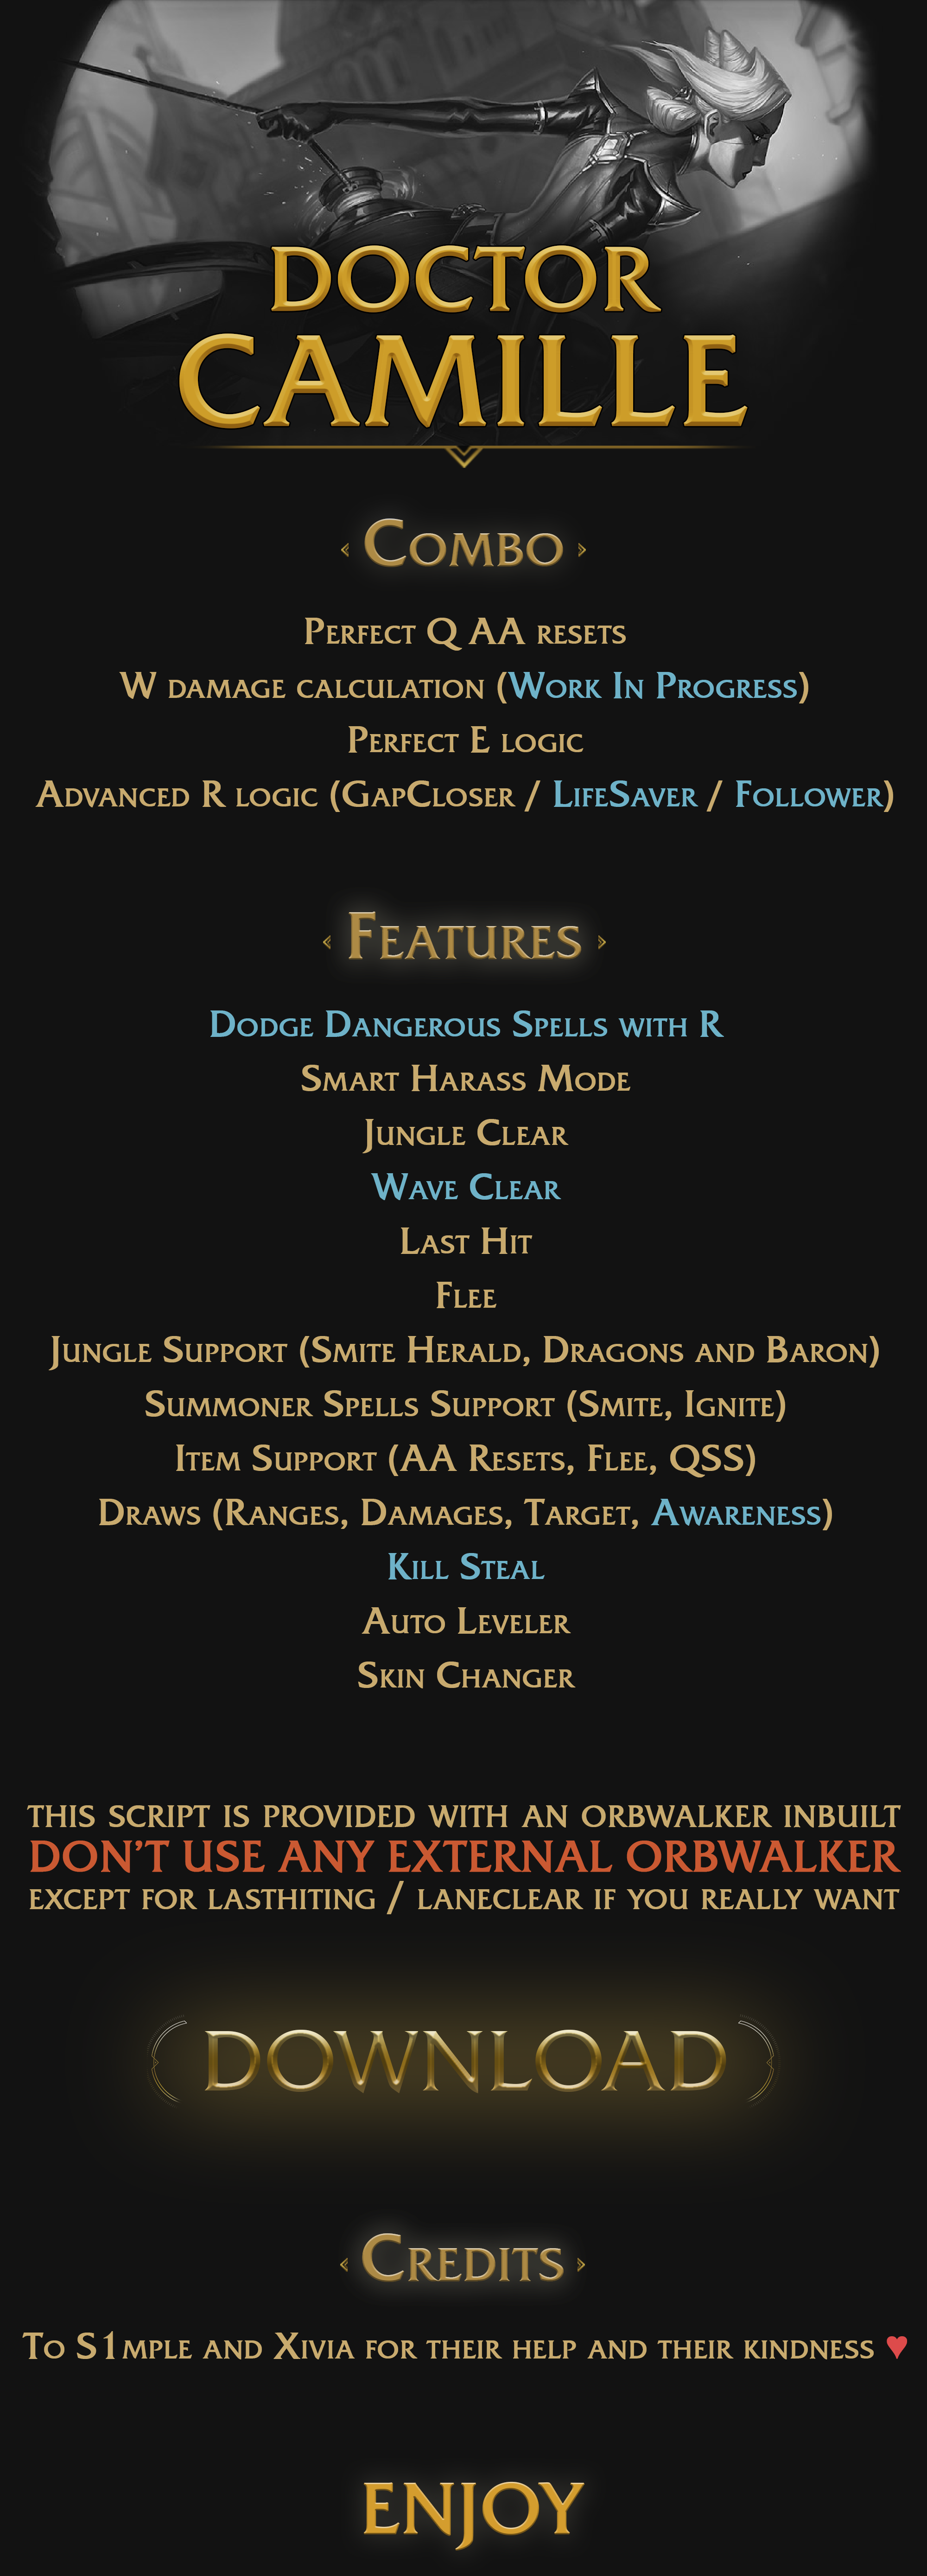 DOCTOR
CAMILLE
Combo
Perfect Q AA resets
W damage calculation (Work In Progress)
Perfect E logic
Advanced R logic (GapCloser / LifeSaver / Follower)
Features
Dodge Dangerous Spells with R
Smart Harass Mode
Jungle Clear
Wave Clear
Last Hit
Flee
Jungle Support (Smite Herald, Dragons and Baron)
Summoner Spells Support (Smite, Ignite)
Item Support (AA Resets, Flee, QSS)
Draws (Ranges, Damages, Target, Awareness)
Kill Steal
Auto Leveler
Skin Changer
THIS SCRIPT IS PROVIDED WITH AN ORBWALKER INBUILT
DON'T USE ANY EXTERNAL ORBWALKER
EXCEPT FOR LASTHITING / LANECLEAR IF YOU REALLY WANT
DOWNLOAD
Credits
To S1mple and Xivia for their help and their kindness ♥
ENJOY